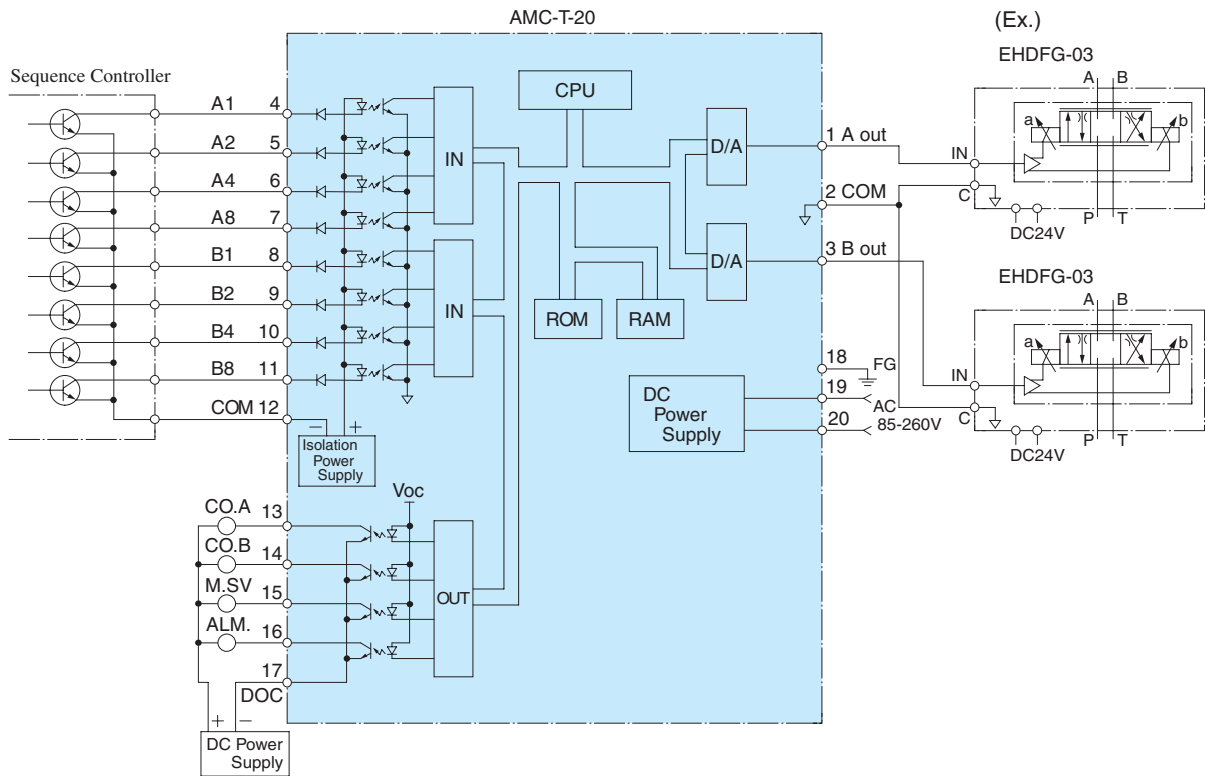 AMC-T-20
(Ex.)
EHDFG-03
A B
Sequence Controller
A1 4
A2 5
A4 6
A8 7
B1 8
B2 9
B4 10
B8 11
COM 12
− +
Isolation
Power
Supply
IN
IN
CPU
D/A
D/A
ROM
RAM
1 A out
2 COM
3 B out
18 FG
19
AC
85-260V
20
DC
Power
Supply
IN
a b
C
P T
DC24V
EHDFG-03
A B
IN
a b
C
P T
DC24V
Voc
CO.A 13
CO.B 14
M.SV 15
ALM. 16
17
DOC
OUT
+ −
DC Power
Supply